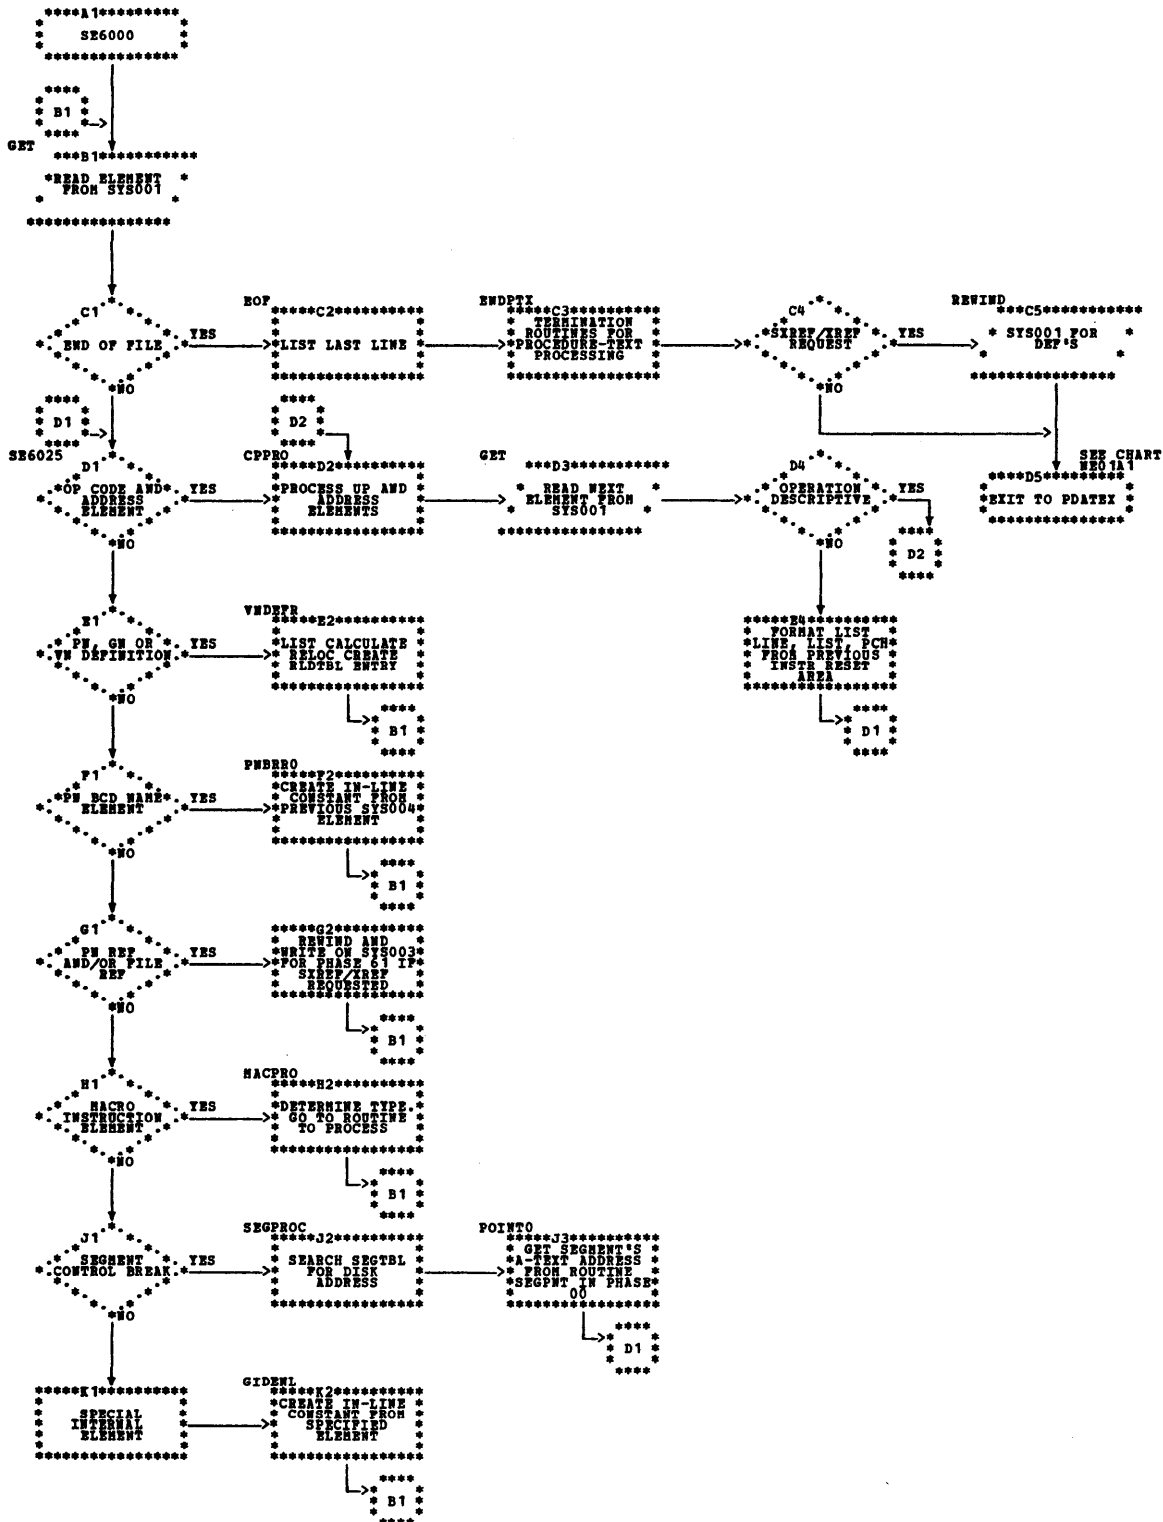 A1
SE6000
B1
GET
B1
READ ELEMENT
FROM SYS001
C1
END OF FILE
YES
NO
EOF
C2
LIST LAST LINE
ENDPTX
C3
TERMINATION
ROUTINES FOR
PROCEDURE-TEXT
PROCESSING
C4
SXREF/XREF
REQUEST
YES
NO
REWIND
C5
SYS001 FOR
DEF'S
D1
D2
SE6025
D1
OP CODE AND
ADDRESS
ELEMENT
YES
NO
CPPRO
D2
PROCESS UP AND
ADDRESS
ELEMENTS
GET
D3
READ NEXT
ELEMENT FROM
SYS001
D4
OPERATION
DESCRIPTIVE
YES
NO
D2
SEE CHART
NE01A1
D5
EXIT TO PDATEX
E1
PN, GN OR
VN DEFINITION
YES
NO
VNDEFR
E2
LIST CALCULATE
RELOC CREATE
RLDTBL ENTRY
B1
E4
FORMAT LIST
LINE, LIST, PCH
FROM PREVIOUS
INSTR RESET
AREA
D1
F1
PN BCD NAME
ELEMENT
YES
NO
PNBRRO
F2
CREATE IN-LINE
CONSTANT FROM
PREVIOUS SYS004
ELEMENT
B1
G1
PN REF
AND/OR FILE
REF
YES
NO
G2
REWIND AND
WRITE ON SYS003
FOR PHASE 61 IF
SXREF/XREF
REQUESTED
B1
H1
MACRO
INSTRUCTION
ELEMENT
YES
NO
MACPRO
H2
DETERMINE TYPE.
GO TO ROUTINE
TO PROCESS
B1
J1
SEGMENT
CONTROL BREAK
YES
NO
SEGPROC
J2
SEARCH SEGTBL
FOR DISK
ADDRESS
POINT0
J3
GET SEGMENT'S
A-TEXT ADDRESS
FROM ROUTINE
SEGPNT IN PHASE
00
D1
K1
SPECIAL
INTERNAL
ELEMENT
GIDENL
K2
CREATE IN-LINE
CONSTANT FROM
SPECIFIED
ELEMENT
B1